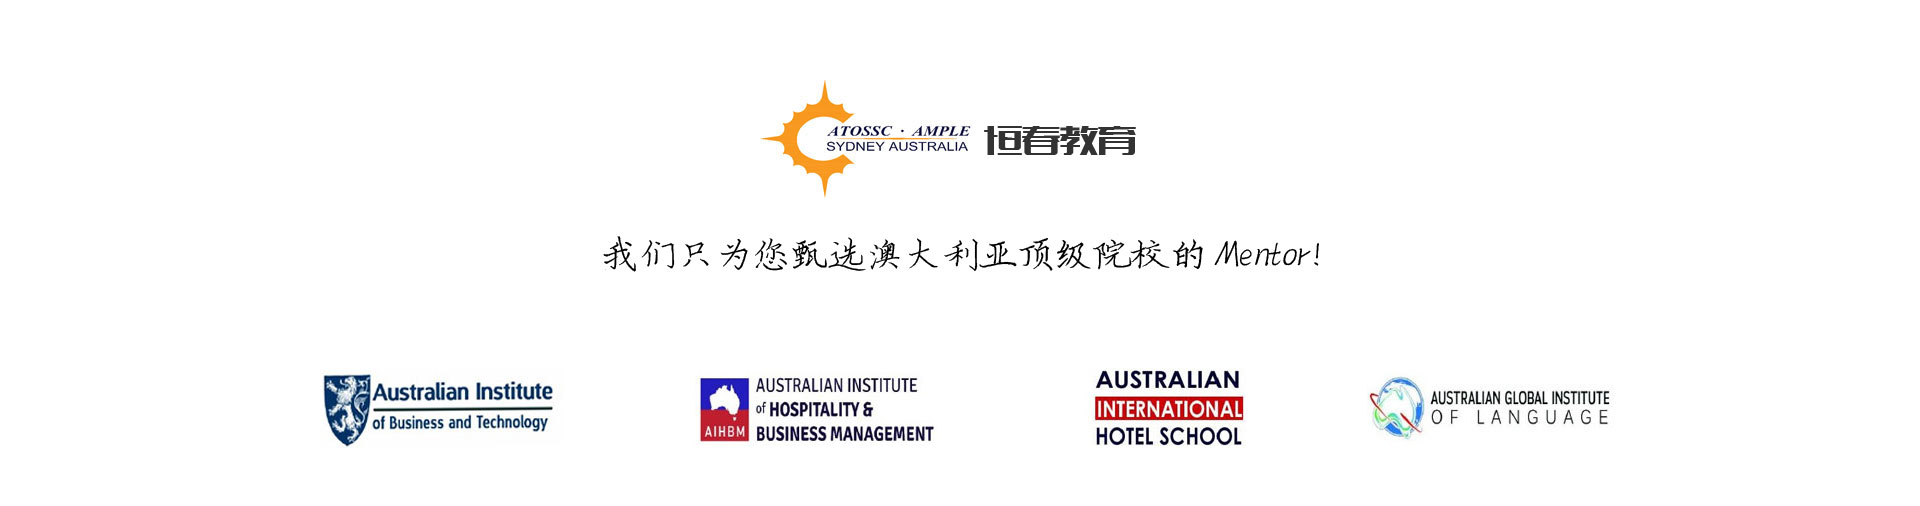 ATOSSC · AMPLE
SYDNEY AUSTRALIA
恒春教育
我们只为您甄选澳大利亚顶级院校的 Mentor!
Australian Institute
of Business and Technology
AIHBM
AUSTRALIAN INSTITUTE
of HOSPITALITY &
BUSINESS MANAGEMENT
AUSTRALIAN
INTERNATIONAL
HOTEL SCHOOL
AUSTRALIAN GLOBAL INSTITUTE
OF LANGUAGE